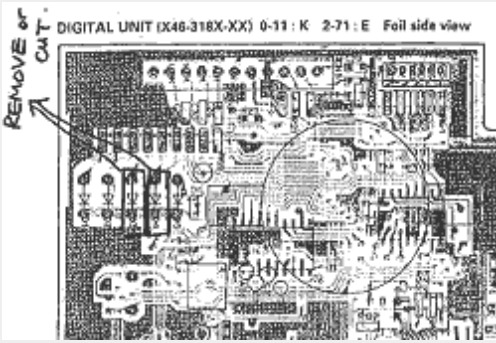 DIGITAL UNIT (X46-318X-XX) 0-11 : K 2-71 : E Foil side view
REMOVE or
CUT.